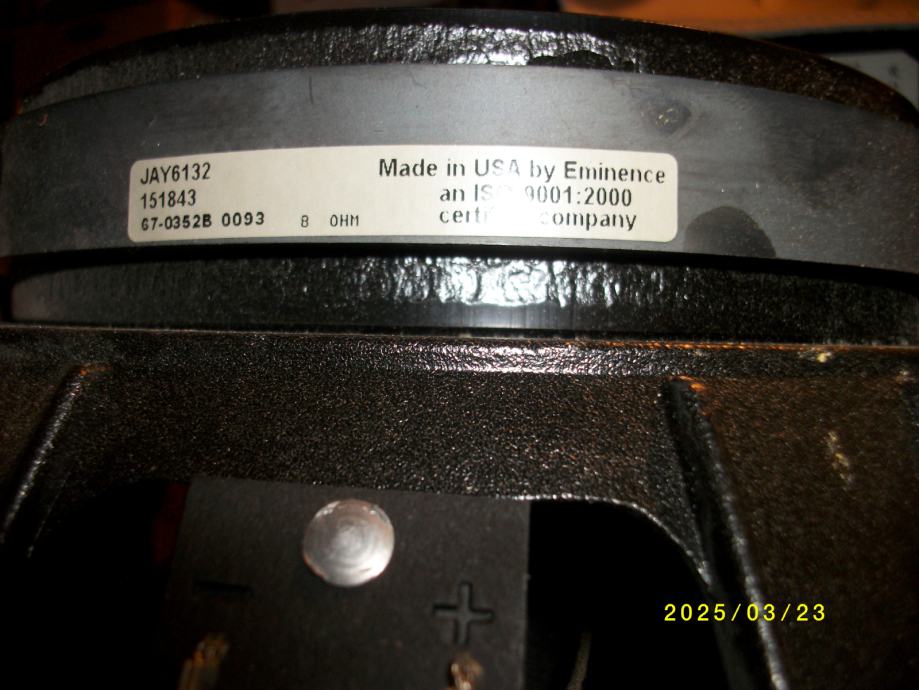 JAY6132
151843
67-0352B 0093 8 OHM
Made in USA by Eminence
an 9001:2000
company
- +
2025/03/23